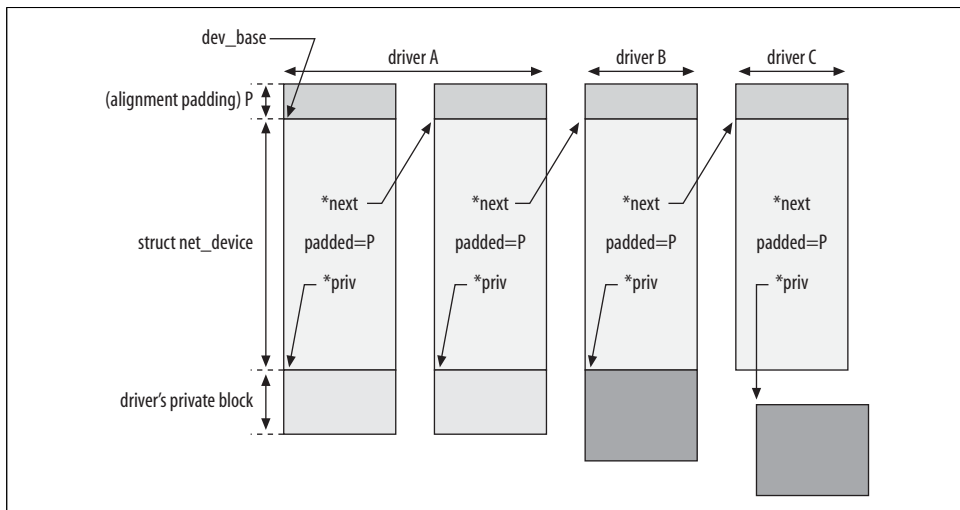 dev_base
driver A
driver B
driver C
(alignment padding) P
*next
*next
*next
*next
struct net_device
padded=P
padded=P
padded=P
padded=P
*priv
*priv
*priv
*priv
driver’s private block